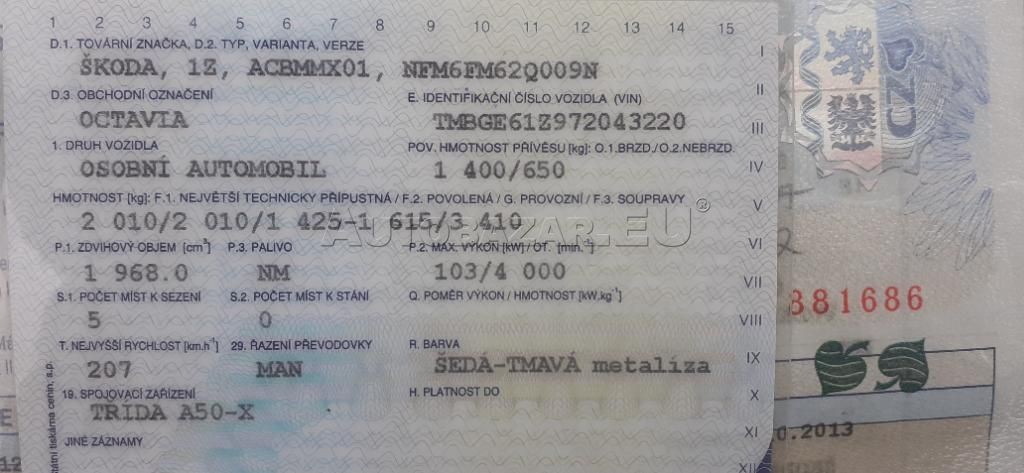 1 2 3 4 5 6 7 8 9 10 11 12 13 14 15
D.1. TOVÁRNÍ ZNAČKA, D.2. TYP, VARIANTA, VERZE I
ŠKODA, 1Z, ACBMMX01, NFM6FM62Q009N
D.3. OBCHODNÍ OZNAČENÍ E. IDENTIFIKAČNÍ ČÍSLO VOZIDLA (VIN) II
OCTAVIA TMBGE61Z972043220 III
1. DRUH VOZIDLA POV. HMOTNOST PŘÍVĚSU [kg]: O.1.BRZD./O.2.NEBRZD.
OSOBNÍ AUTOMOBIL 1 400/650 IV
HMOTNOST [kg]: F.1. NEJVĚTŠÍ TECHNICKY PŘÍPUSTNÁ / F.2. POVOLENÁ / G. PROVOZNÍ / F.3. SOUPRAVY V
2 010/2 010/1 425-1 615/3 410
AUTOBAZAR.EU®
P.1. ZDVIHOVÝ OBJEM [cm³] P.3. PALIVO P.2. MAX. VÝKON [kW] / OT. [min.⁻¹] VI
1 968.0 NM 103/4 000 VII
S.1. POČET MÍST K SEZENÍ S.2. POČET MÍST K STÁNÍ Q. POMĚR VÝKON / HMOTNOST [kW.kg⁻¹]
5 0 VIII
T. NEJVYŠŠÍ RYCHLOST [km.h⁻¹] 29. ŘAZENÍ PŘEVODOVKY R. BARVA IX
207 MAN ŠEDÁ-TMAVÁ metalíza
19. SPOJOVACÍ ZAŘÍZENÍ H. PLATNOST DO X
TRIDA A50-X
JINÉ ZÁZNAMY XI
XII
státní tiskárna cenin, s.p.
CZ
881686
0.2013
12